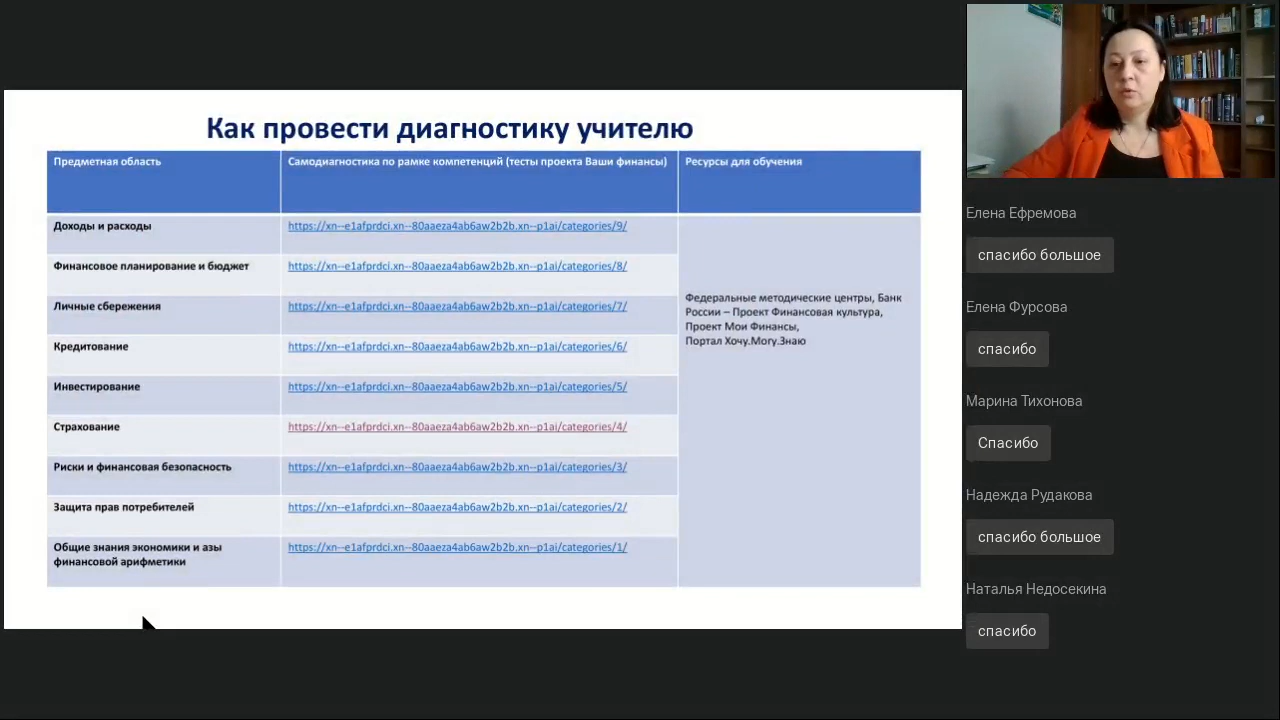 Как провести диагностику учителю
Предметная область
Самодиагностика по рамке компетенций (тесты проекта Ваши финансы)
Ресурсы для обучения
Доходы и расходы
https://xn--e1afprdci.xn--80aaeza4ab6aw2b2b.xn--p1ai/categories/9/
Финансовое планирование и бюджет
https://xn--e1afprdci.xn--80aaeza4ab6aw2b2b.xn--p1ai/categories/8/
Личные сбережения
https://xn--e1afprdci.xn--80aaeza4ab6aw2b2b.xn--p1ai/categories/7/
Кредитование
https://xn--e1afprdci.xn--80aaeza4ab6aw2b2b.xn--p1ai/categories/6/
Инвестирование
https://xn--e1afprdci.xn--80aaeza4ab6aw2b2b.xn--p1ai/categories/5/
Страхование
https://xn--e1afprdci.xn--80aaeza4ab6aw2b2b.xn--p1ai/categories/4/
Риски и финансовая безопасность
https://xn--e1afprdci.xn--80aaeza4ab6aw2b2b.xn--p1ai/categories/3/
Защита прав потребителей
https://xn--e1afprdci.xn--80aaeza4ab6aw2b2b.xn--p1ai/categories/2/
Общие знания экономики и азы
финансовой арифметики
https://xn--e1afprdci.xn--80aaeza4ab6aw2b2b.xn--p1ai/categories/1/
Федеральные методические центры, Банк
России – Проект Финансовая культура,
Проект Мои Финансы,
Портал Хочу.Могу.Знаю
Елена Ефремова
спасибо большое
Елена Фурсова
спасибо
Марина Тихонова
Спасибо
Надежда Рудакова
спасибо большое
Наталья Недосекина
спасибо